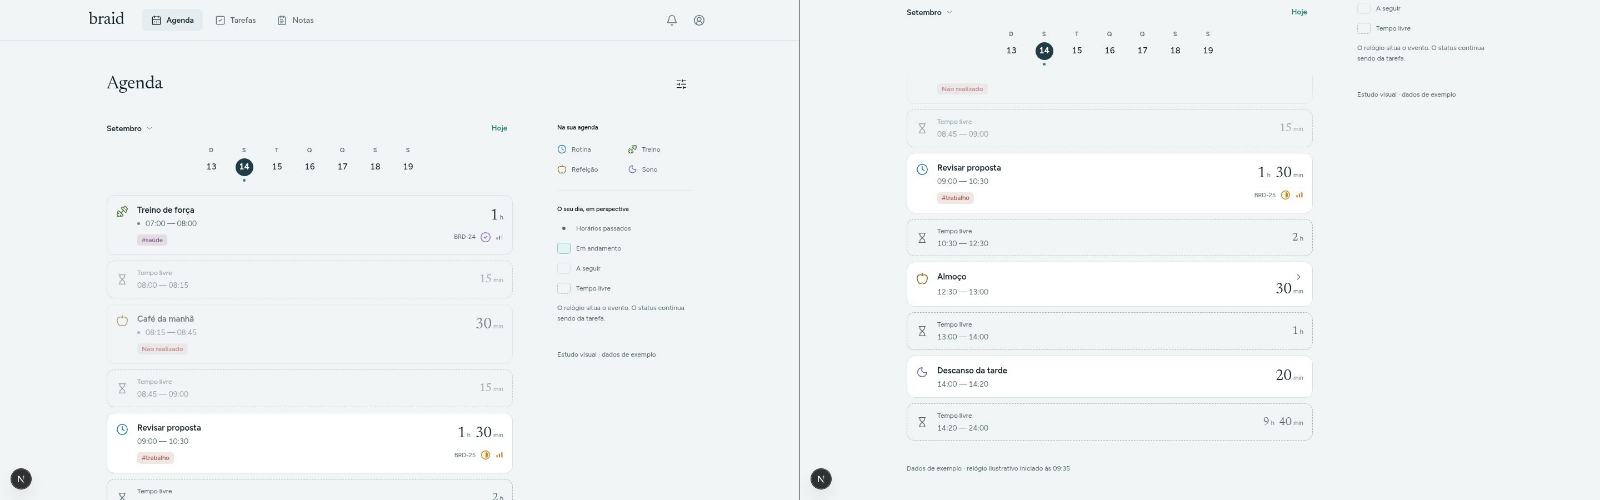 braid
Agenda
Tarefas
Notas
Agenda
Setembro
Hoje
D S T Q Q S S
13 14 15 16 17 18 19
Treino de força
07:00 — 08:00
#saúde
1 h
BRD-24
Tempo livre
08:00 — 08:15
15 min
Café da manhã
08:15 — 08:45
Não realizado
30 min
Tempo livre
08:45 — 09:00
15 min
Revisar proposta
09:00 — 10:30
#trabalho
1 h 30 min
BRD-25
Tempo livre
2 h
Na sua agenda
Rotina
Treino
Refeição
Sono
O seu dia, em perspectiva
Horários passados
Em andamento
A seguir
Tempo livre
O relógio situa o evento. O status continua
sendo da tarefa.
Estudo visual · dados de exemplo
N
Setembro
Hoje
D S T Q Q S S
13 14 15 16 17 18 19
Não realizado
Tempo livre
08:45 — 09:00
15 min
Revisar proposta
09:00 — 10:30
#trabalho
1 h 30 min
BRD-25
Tempo livre
10:30 — 12:30
2 h
Almoço
12:30 — 13:00
30 min
Tempo livre
13:00 — 14:00
1 h
Descanso da tarde
14:00 — 14:20
20 min
Tempo livre
14:20 — 24:00
9 h 40 min
Dados de exemplo · relógio ilustrativo iniciado às 09:35
A seguir
Tempo livre
O relógio situa o evento. O status continua
sendo da tarefa.
Estudo visual · dados de exemplo
N